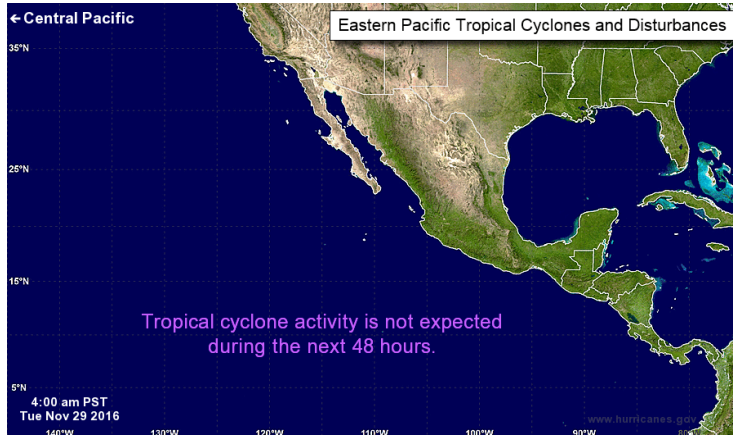 ←Central Pacific
Eastern Pacific Tropical Cyclones and Disturbances
35°N
25°N
15°N
Tropical cyclone activity is not expected
during the next 48 hours.
5°N
4:00 am PST
Tue Nov 29 2016
www.hurricanes.gov
140°W 130°W 120°W 110°W 100°W 90°W 80°W